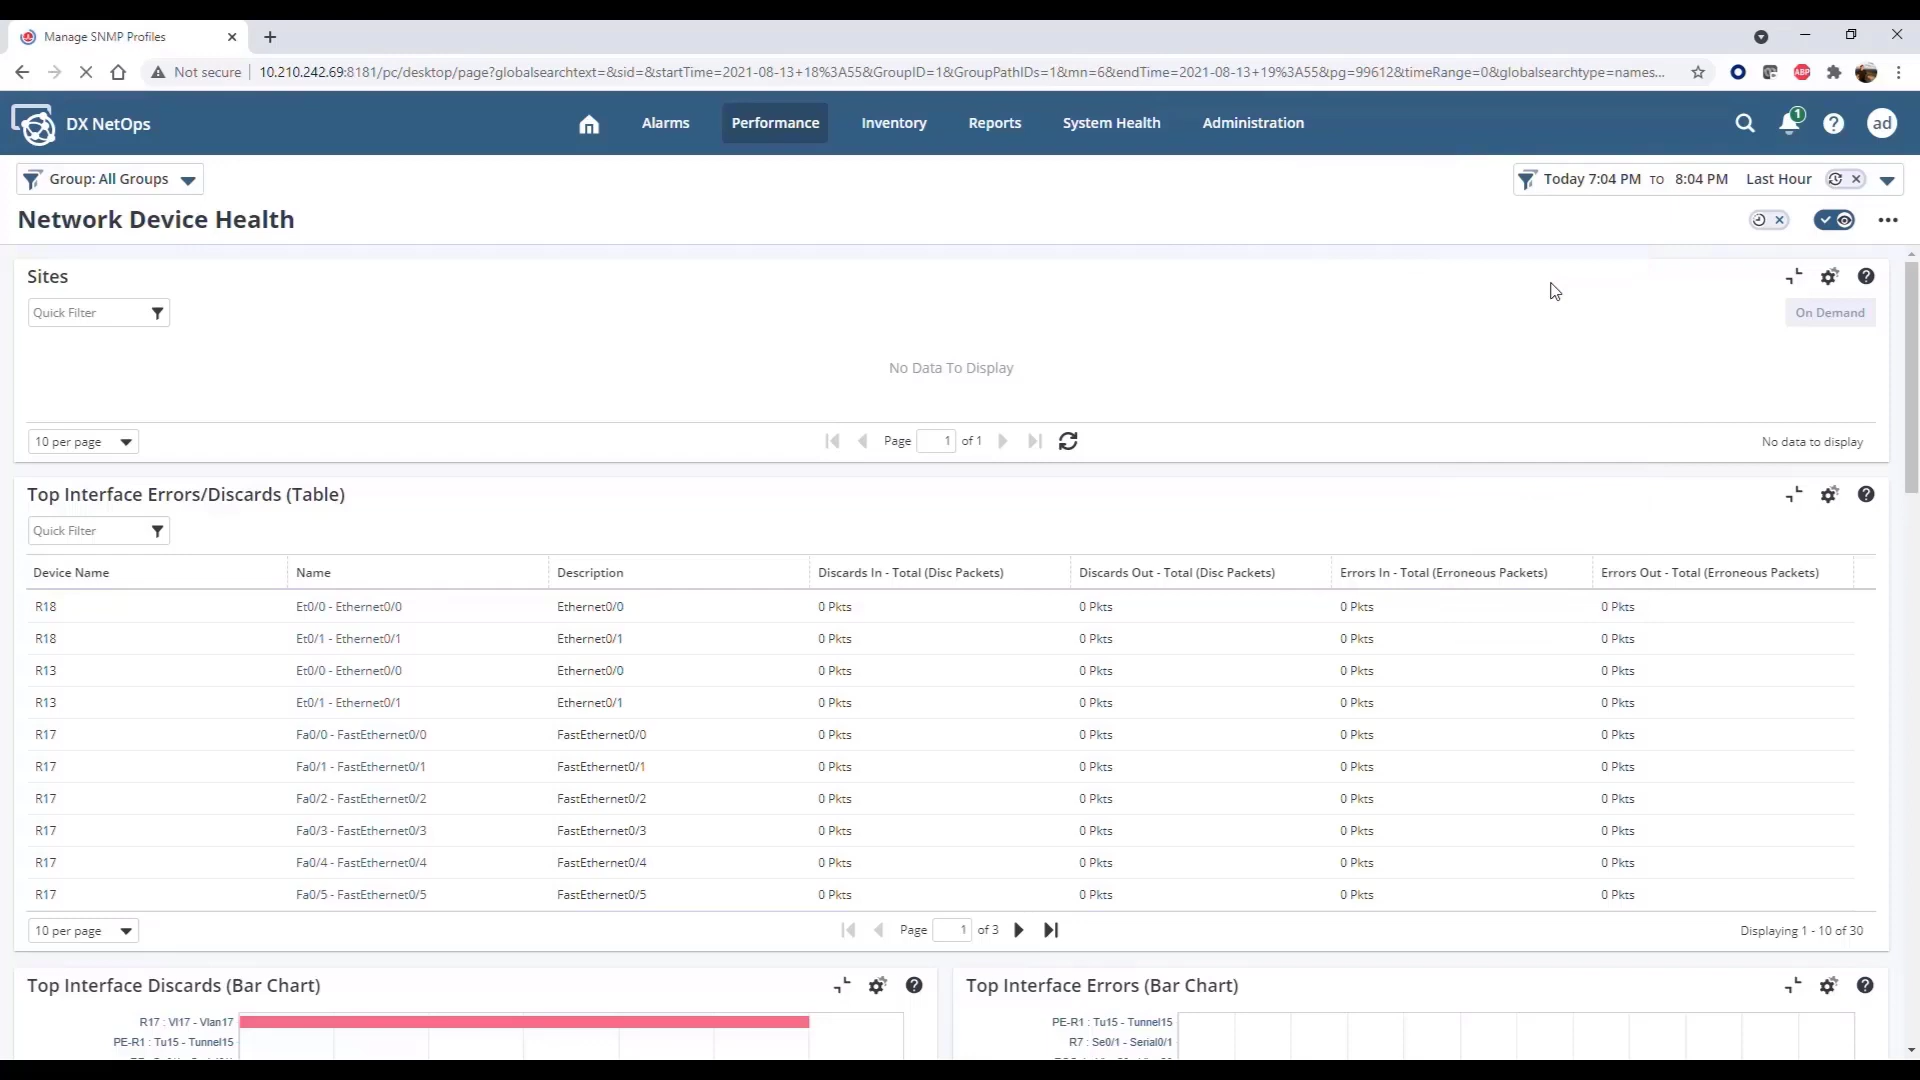 Manage SNMP Profiles
Not secure 10.210.242.69:8181/pc/desktop/page?globalsearchtext=&sid=&startTime=2021-08-13+18%3A55&GroupID=1&GroupPathIDs=1&mn=6&endTime=2021-08-13+19%3A55&pg=99612&timeRange=0&globalsearchtype=names...
ABP
DX NetOps
Alarms
Performance
Inventory
Reports
System Health
Administration
1
ad
Group: All Groups
Today 7:04 PM TO 8:04 PM Last Hour
Network Device Health
Sites
Quick Filter
On Demand
No Data To Display
10 per page
Page 1 of 1
No data to display
Top Interface Errors/Discards (Table)
Quick Filter
Device Name Name Description Discards In - Total (Disc Packets) Discards Out - Total (Disc Packets) Errors In - Total (Erroneous Packets) Errors Out - Total (Erroneous Packets)
R18 Et0/0 - Ethernet0/0 Ethernet0/0 0 Pkts 0 Pkts 0 Pkts 0 Pkts
R18 Et0/1 - Ethernet0/1 Ethernet0/1 0 Pkts 0 Pkts 0 Pkts 0 Pkts
R13 Et0/0 - Ethernet0/0 Ethernet0/0 0 Pkts 0 Pkts 0 Pkts 0 Pkts
R13 Et0/1 - Ethernet0/1 Ethernet0/1 0 Pkts 0 Pkts 0 Pkts 0 Pkts
R17 Fa0/0 - FastEthernet0/0 FastEthernet0/0 0 Pkts 0 Pkts 0 Pkts 0 Pkts
R17 Fa0/1 - FastEthernet0/1 FastEthernet0/1 0 Pkts 0 Pkts 0 Pkts 0 Pkts
R17 Fa0/2 - FastEthernet0/2 FastEthernet0/2 0 Pkts 0 Pkts 0 Pkts 0 Pkts
R17 Fa0/3 - FastEthernet0/3 FastEthernet0/3 0 Pkts 0 Pkts 0 Pkts 0 Pkts
R17 Fa0/4 - FastEthernet0/4 FastEthernet0/4 0 Pkts 0 Pkts 0 Pkts 0 Pkts
R17 Fa0/5 - FastEthernet0/5 FastEthernet0/5 0 Pkts 0 Pkts 0 Pkts 0 Pkts
10 per page
Page 1 of 3
Displaying 1 - 10 of 30
Top Interface Discards (Bar Chart)
R17 : Vl17 - Vlan17
PE-R1 : Tu15 - Tunnel15
Top Interface Errors (Bar Chart)
PE-R1 : Tu15 - Tunnel15
R7 : Se0/1 - Serial0/1